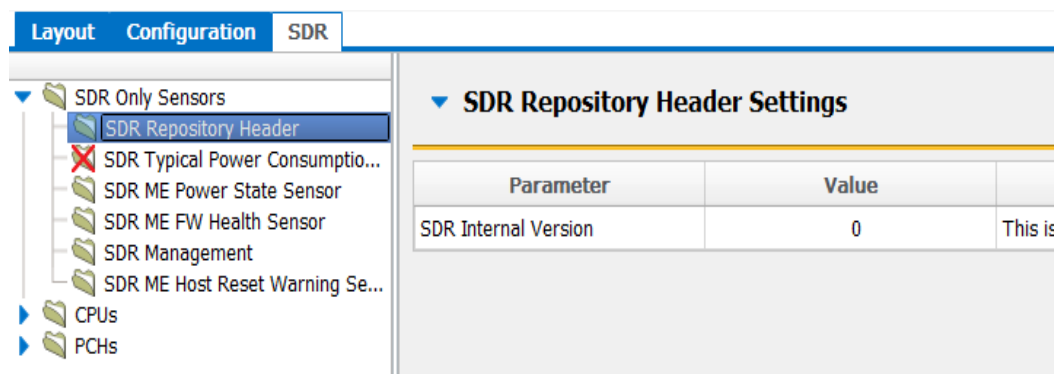 Layout Configuration SDR
SDR Only Sensors
SDR Repository Header
SDR Typical Power Consumptio...
SDR ME Power State Sensor
SDR ME FW Health Sensor
SDR Management
SDR ME Host Reset Warning Se...
CPUs
PCHs
SDR Repository Header Settings
Parameter Value
SDR Internal Version 0 This is